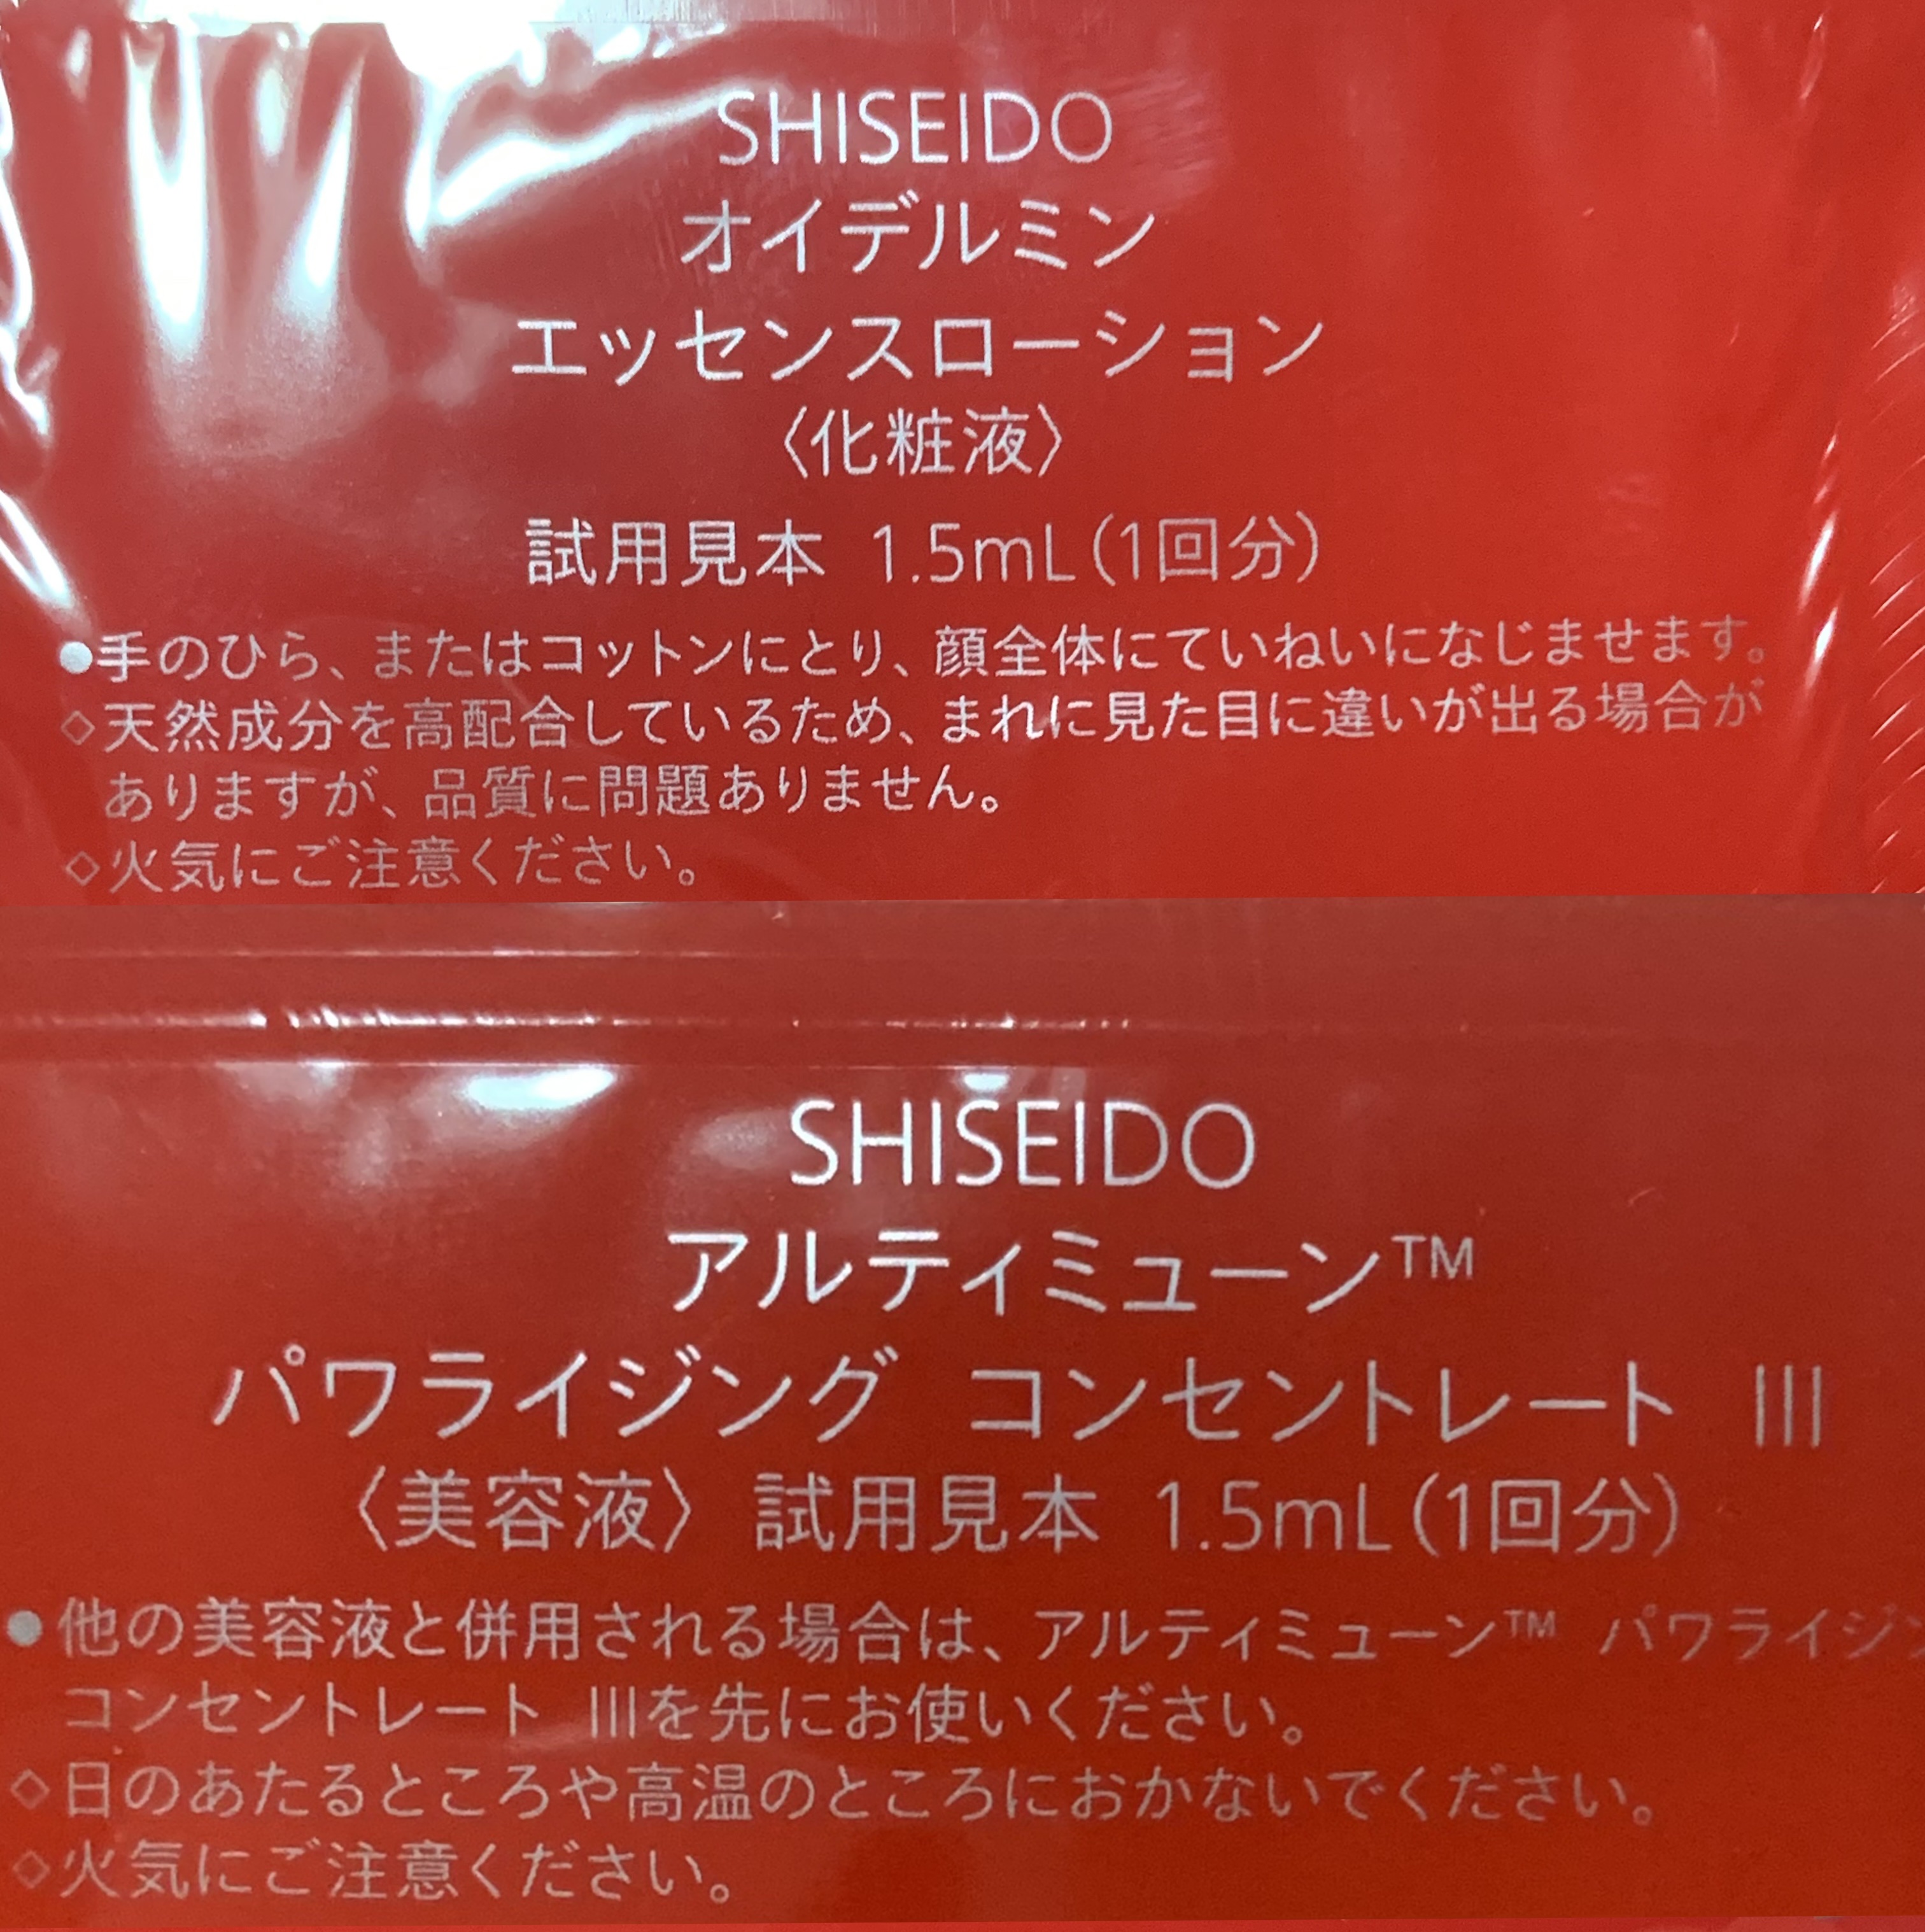 SHISEIDO
オイデルミン
エッセンスローション
〈化粧液〉
試用見本 1.5mL(1回分)
●手のひら、またはコットンにとり、顔全体にていねいになじませます。
◇天然成分を高配合しているため、まれに見た目に違いが出る場合が
ありますが、品質に問題ありません。
◇火気にご注意ください。
SHISEIDO
アルティミューン™
パワライジング コンセントレート III
〈美容液〉 試用見本 1.5mL(1回分)
●他の美容液と併用される場合は、アルティミューン™ パワライジン
コンセントレート IIIを先にお使いください。
◇日のあたるところや高温のところにおかないでください。
◇火気にご注意ください。